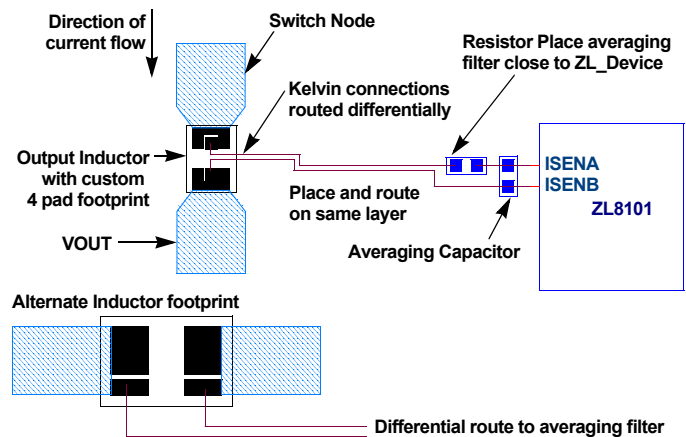 Direction of
current flow
Switch Node
Resistor Place averaging
filter close to ZL_Device
Kelvin connections
routed differentially
Output Inductor
with custom
4 pad footprint
ISENA
ISENB
ZL8101
Place and route
on same layer
VOUT
Averaging Capacitor
Alternate Inductor footprint
Differential route to averaging filter